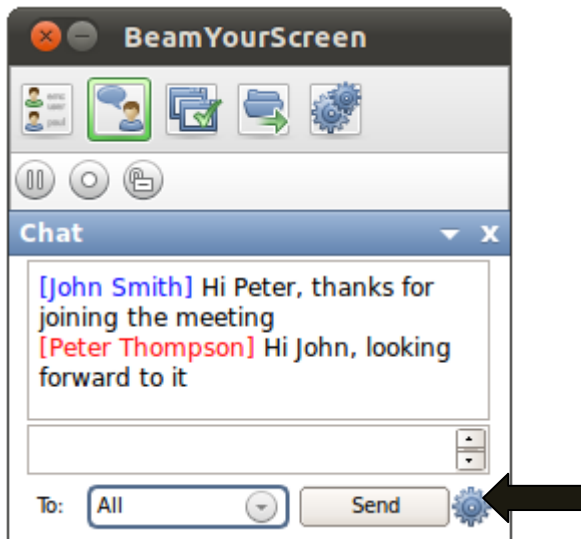 BeamYourScreen
Chat
[John Smith] Hi Peter, thanks for
joining the meeting
[Peter Thompson] Hi John, looking
forward to it
To: All Send